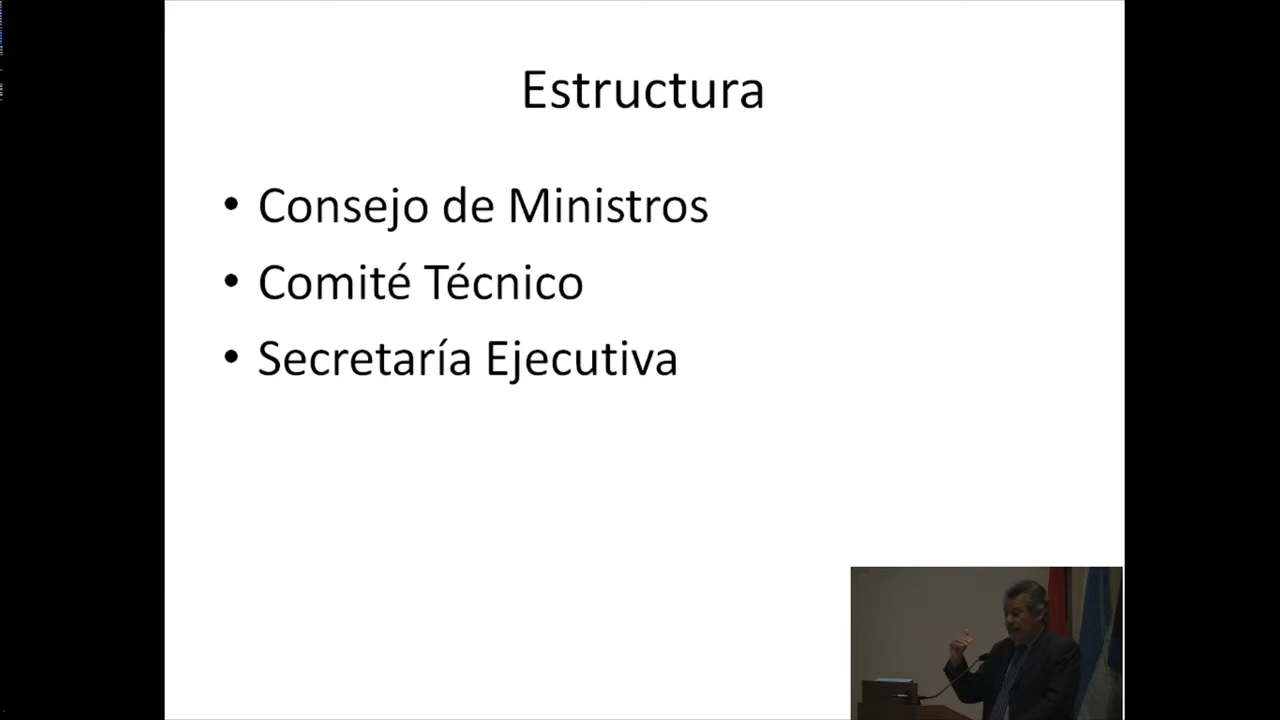 Estructura
• Consejo de Ministros
• Comité Técnico
• Secretaría Ejecutiva